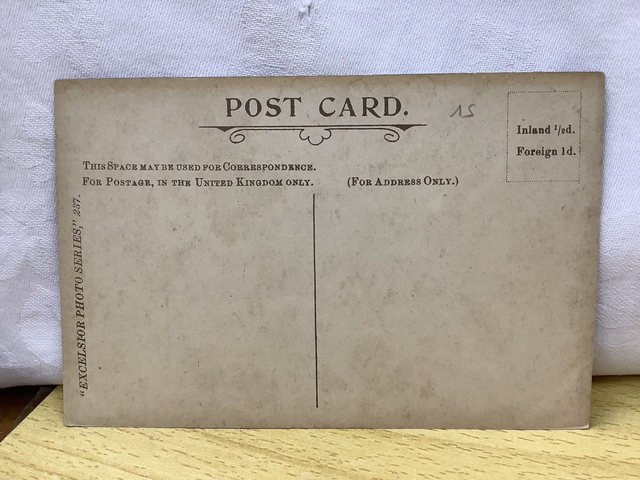 POST CARD.
15
Inland 1/2d.
Foreign 1d.
THIS SPACE MAY BE USED FOR CORRESPONDENCE.
FOR POSTAGE, IN THE UNITED KINGDOM ONLY.
(FOR ADDRESS ONLY.)
"EXCELSIOR PHOTO SERIES," 237.